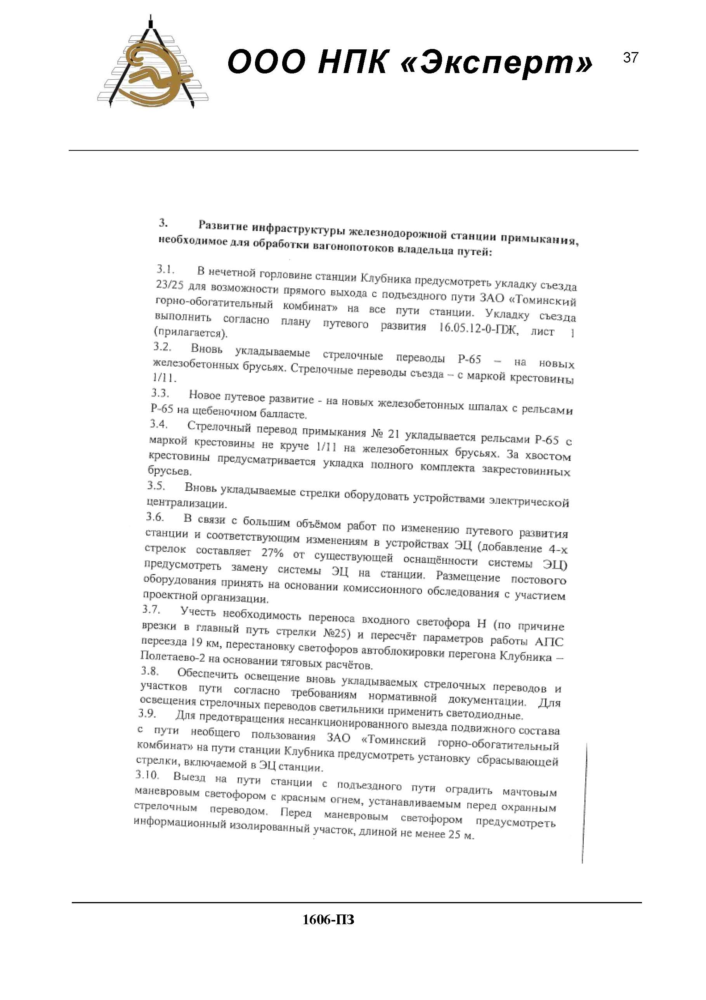 ООО НПК «Эксперт»
37
3. Развитие инфраструктуры железнодорожной станции примыкания,
необходимое для обработки вагонопотоков владельца путей:
3.1. В нечетной горловине станции Клубника предусмотреть укладку съезда
23/25 для возможности прямого выхода с подъездного пути ЗАО «Томинский
горно-обогатительный комбинат» на все пути станции. Укладку съезда
выполнить согласно плану путевого развития 16.05.12-0-ПЖ, лист 1
(прилагается).
3.2. Вновь укладываемые стрелочные переводы Р-65 – на новых
железобетонных брусьях. Стрелочные переводы съезда – с маркой крестовины
1/11.
3.3. Новое путевое развитие - на новых железобетонных шпалах с рельсами
Р-65 на щебеночном балласте.
3.4. Стрелочный перевод примыкания № 21 укладывается рельсами Р-65 с
маркой крестовины не круче 1/11 на железобетонных брусьях. За хвостом
крестовины предусматривается укладка полного комплекта закрестовинных
брусьев.
3.5. Вновь укладываемые стрелки оборудовать устройствами электрической
централизации.
3.6. В связи с большим объёмом работ по изменению путевого развития
станции и соответствующим изменениям в устройствах ЭЦ (добавление 4-х
стрелок составляет 27% от существующей оснащённости системы ЭЦ)
предусмотреть замену системы ЭЦ на станции. Размещение постового
оборудования принять на основании комиссионного обследования с участием
проектной организации.
3.7. Учесть необходимость переноса входного светофора Н (по причине
врезки в главный путь стрелки №25) и пересчёт параметров работы АПС
переезда 19 км, перестановку светофоров автоблокировки перегона Клубника –
Полетаево-2 на основании тяговых расчётов.
3.8. Обеспечить освещение вновь укладываемых стрелочных переводов и
участков пути согласно требованиям нормативной документации. Для
освещения стрелочных переводов светильники применить светодиодные.
3.9. Для предотвращения несанкционированного выезда подвижного состава
с пути необщего пользования ЗАО «Томинский горно-обогатительный
комбинат» на пути станции Клубника предусмотреть установку сбрасывающей
стрелки, включаемой в ЭЦ станции.
3.10. Выезд на пути станции с подъездного пути оградить мачтовым
маневровым светофором с красным огнем, устанавливаемым перед охранным
стрелочным переводом. Перед маневровым светофором предусмотреть
информационный изолированный участок, длиной не менее 25 м.
1606-ПЗ